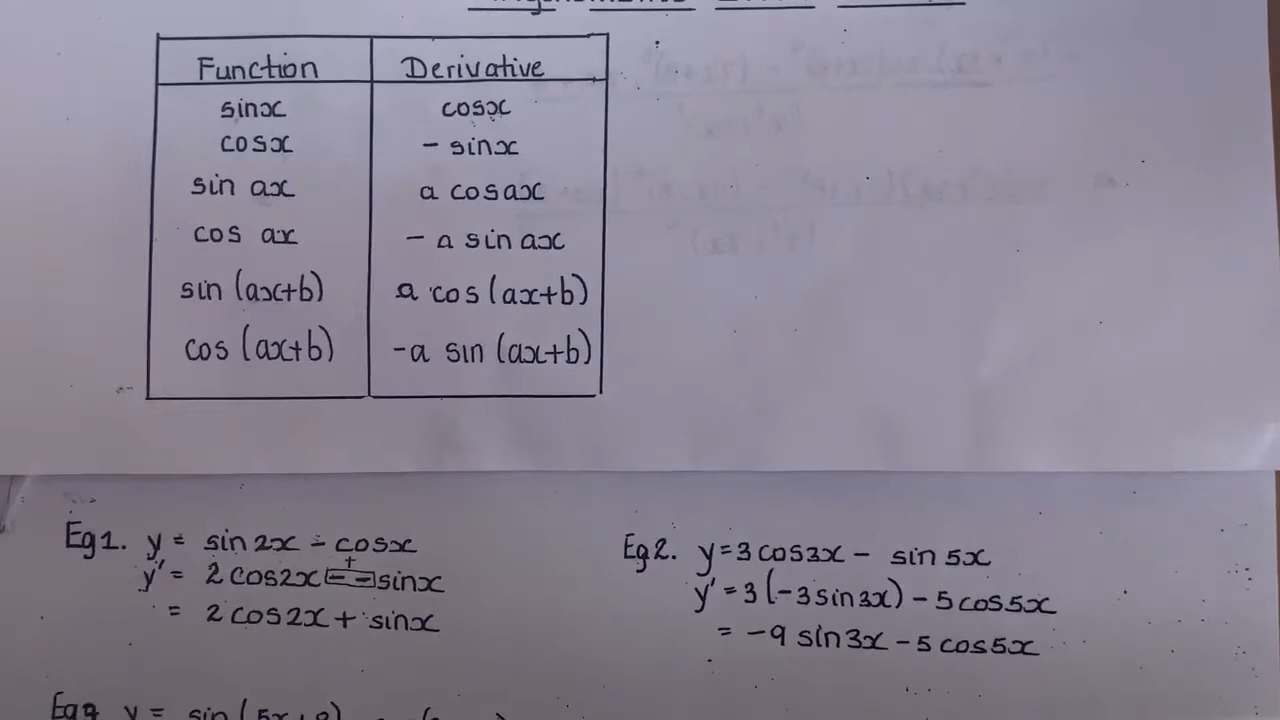 Function Derivative
sinx cosx
cosx - sinx
sin ax a cosax
cos ax - a sin ax
sin (ax+b) a cos (ax+b)
cos (ax+b) -a sin (ax+b)
Eg1. y = sin2x - cosx
y' = 2cos2x - - sinx
+
= 2cos2x + sinx
Eg2. y=3cos3x - sin 5x
y' = 3(-3sin3x) - 5cos5x
= -9 sin3x - 5cos5x
y = sin(5x+